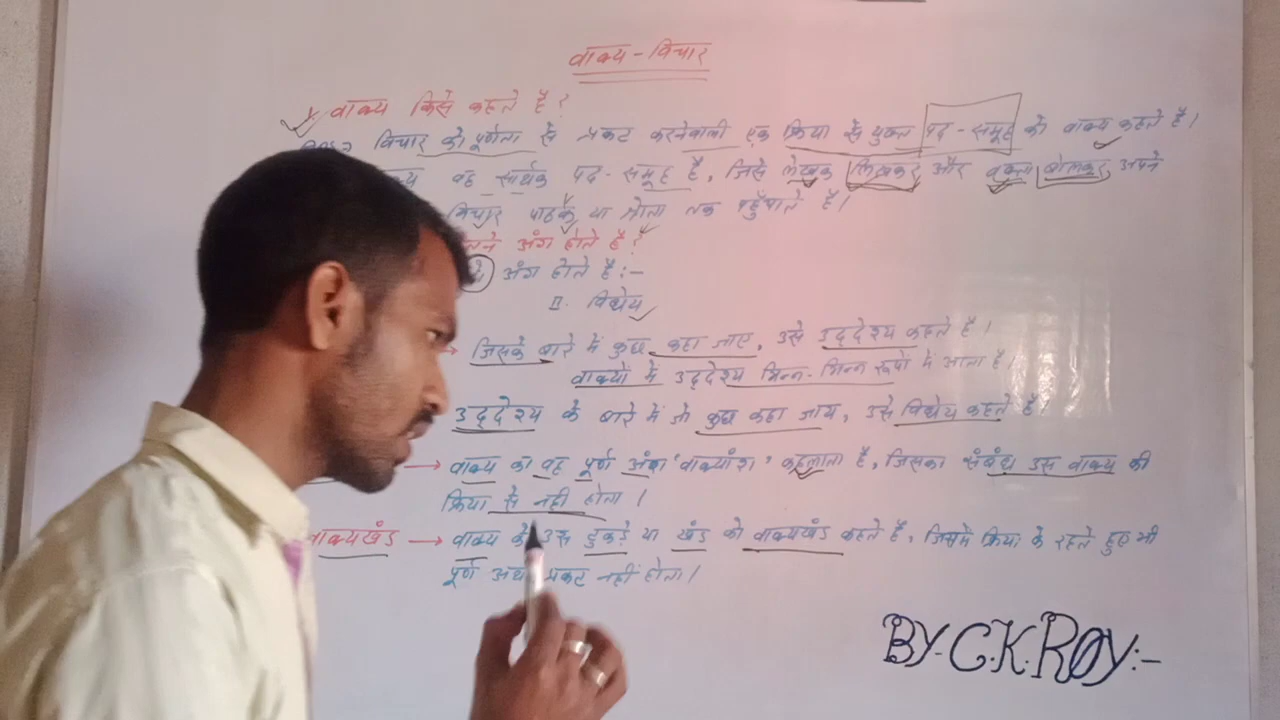 वाक्य - विचार
वाक्य किसे कहते है?
विचार को पूर्णता से प्रकट करनेवाली एक क्रिया से युक्त पद - समूह को वाक्य कहते है।
वह सार्थक पद - समूह है, जिसे लेखक लिखकर और वक्ता बोलकर अपने
विचार पाठक या श्रोता तक पहुँचाते है।
अंग होते है?
अंग होते है:-
II. विधेय
→ जिसके बारे में कुछ कहा जाए, उसे उद्देश्य कहते है।
वाक्यों में उद्देश्य भिन्न - भिन्न रूपों में आता है।
उद्देश्य के बारे में जो कुछ कहा जाय, उसे विधेय कहते है।
→ वाक्य का वह पूर्ण अंश 'वाक्यांश' कहलाता है, जिसका संबंध उस वाक्य की
क्रिया से नही होता।
वाक्यखंड → वाक्य के उस टुकड़े या खंड को वाक्यखंड कहते है, जिसमें क्रिया के रहते हुए भी
पूर्ण अर्थ प्रकट नहीं होता।
BY- C.K. Roy:-